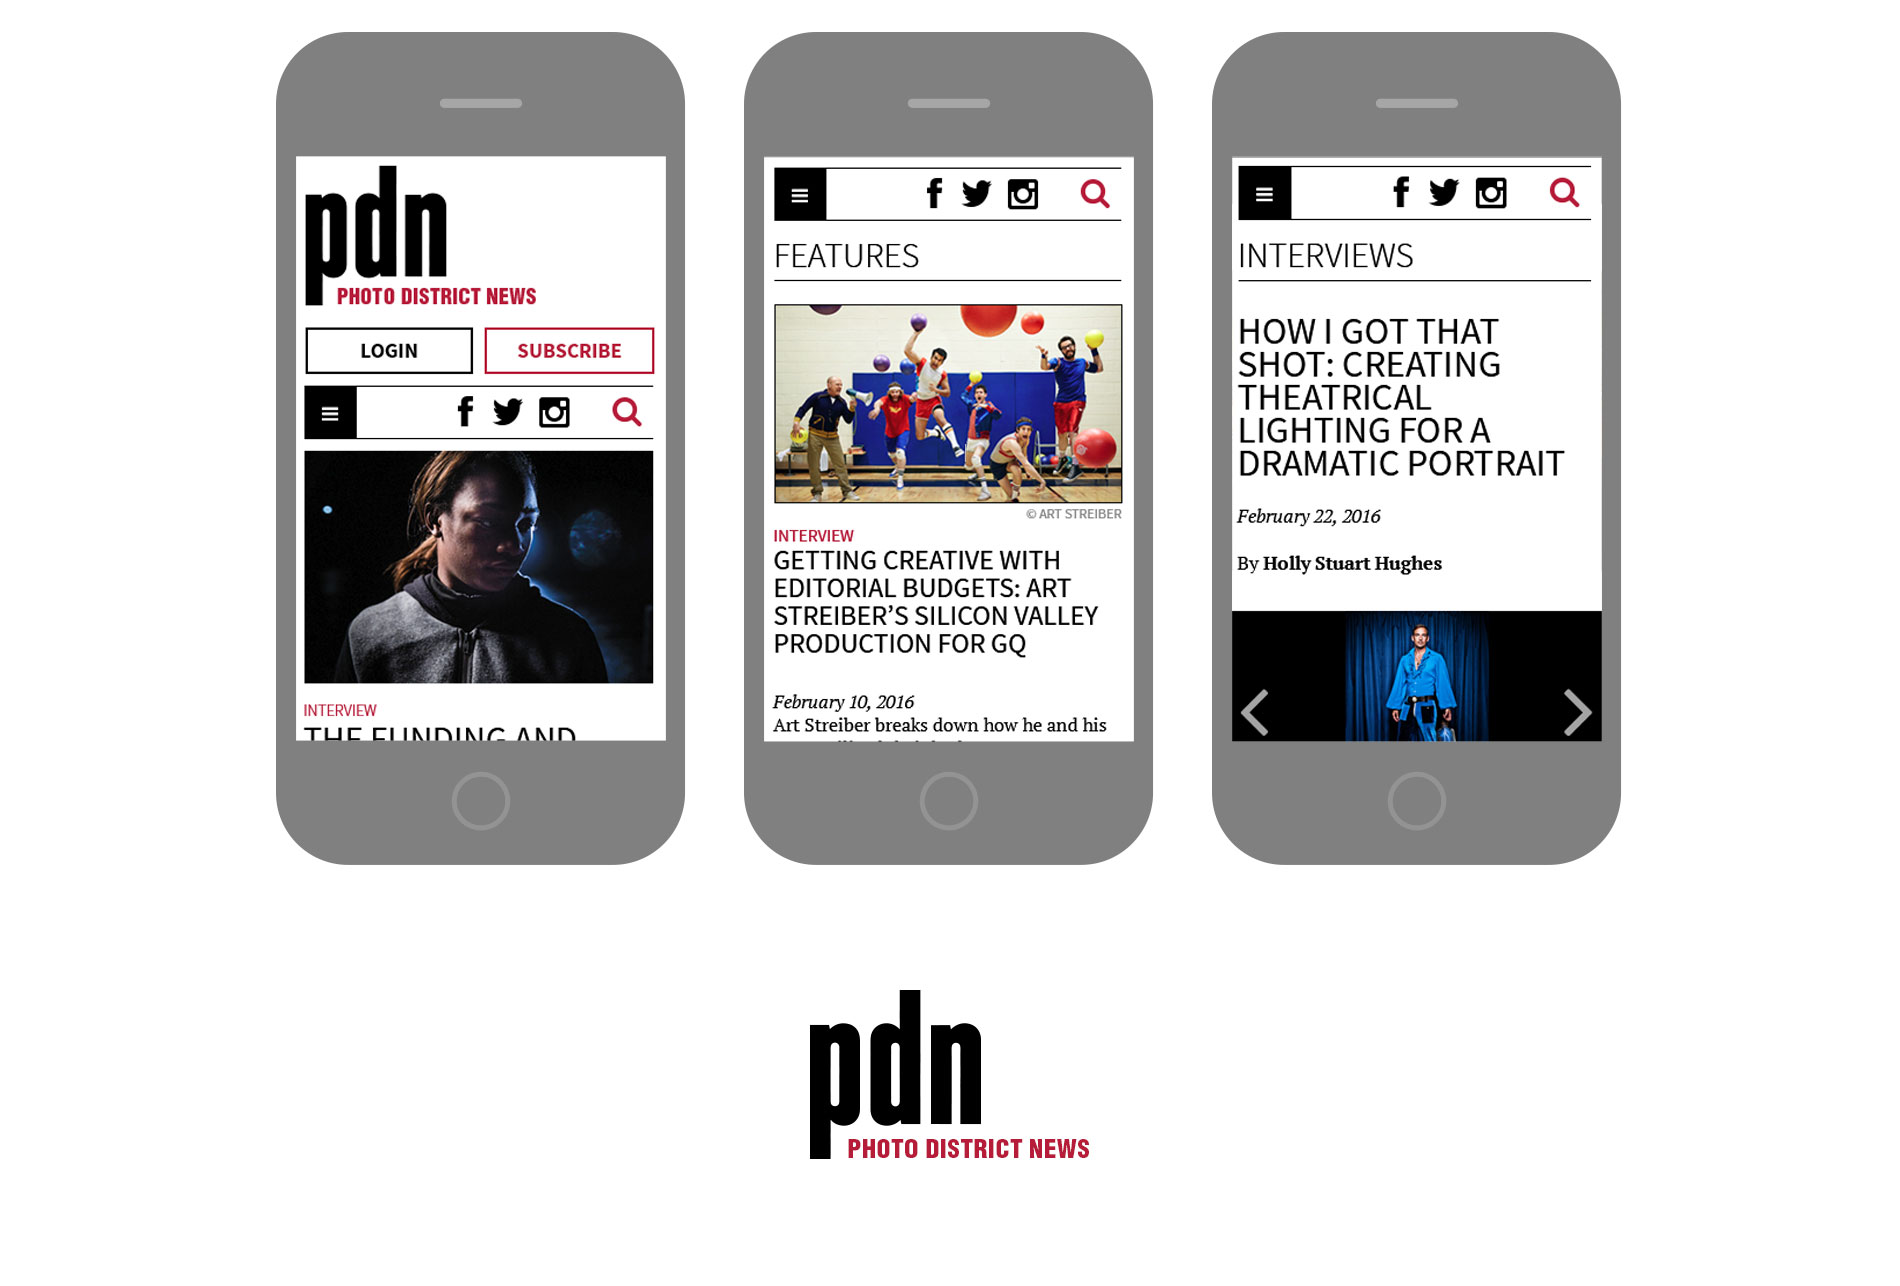 pdn
PHOTO DISTRICT NEWS
LOGIN
SUBSCRIBE
INTERVIEW
THE FUNDING AND
FEATURES
© ART STREIBER
INTERVIEW
GETTING CREATIVE WITH
EDITORIAL BUDGETS: ART
STREIBER’S SILICON VALLEY
PRODUCTION FOR GQ
February 10, 2016
Art Streiber breaks down how he and his
INTERVIEWS
HOW I GOT THAT
SHOT: CREATING
THEATRICAL
LIGHTING FOR A
DRAMATIC PORTRAIT
February 22, 2016
By Holly Stuart Hughes
pdn
PHOTO DISTRICT NEWS